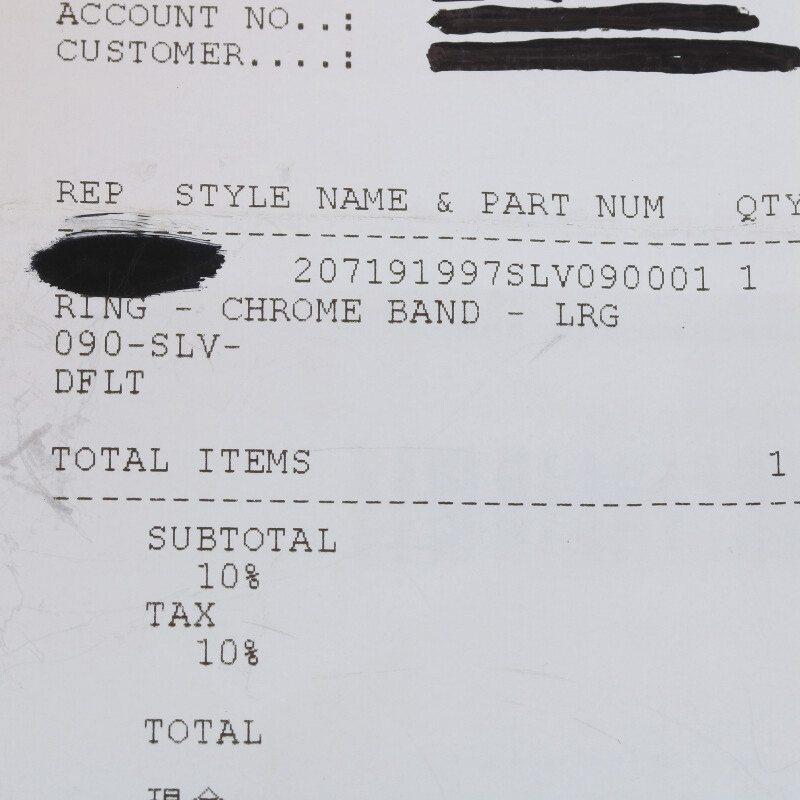 ACCOUNT NO..:
CUSTOMER....:
REP STYLE NAME & PART NUM QTY
207191997SLV090001 1
RING - CHROME BAND - LRG
090-SLV-
DFLT
TOTAL ITEMS 1
SUBTOTAL
10%
TAX
10%
TOTAL